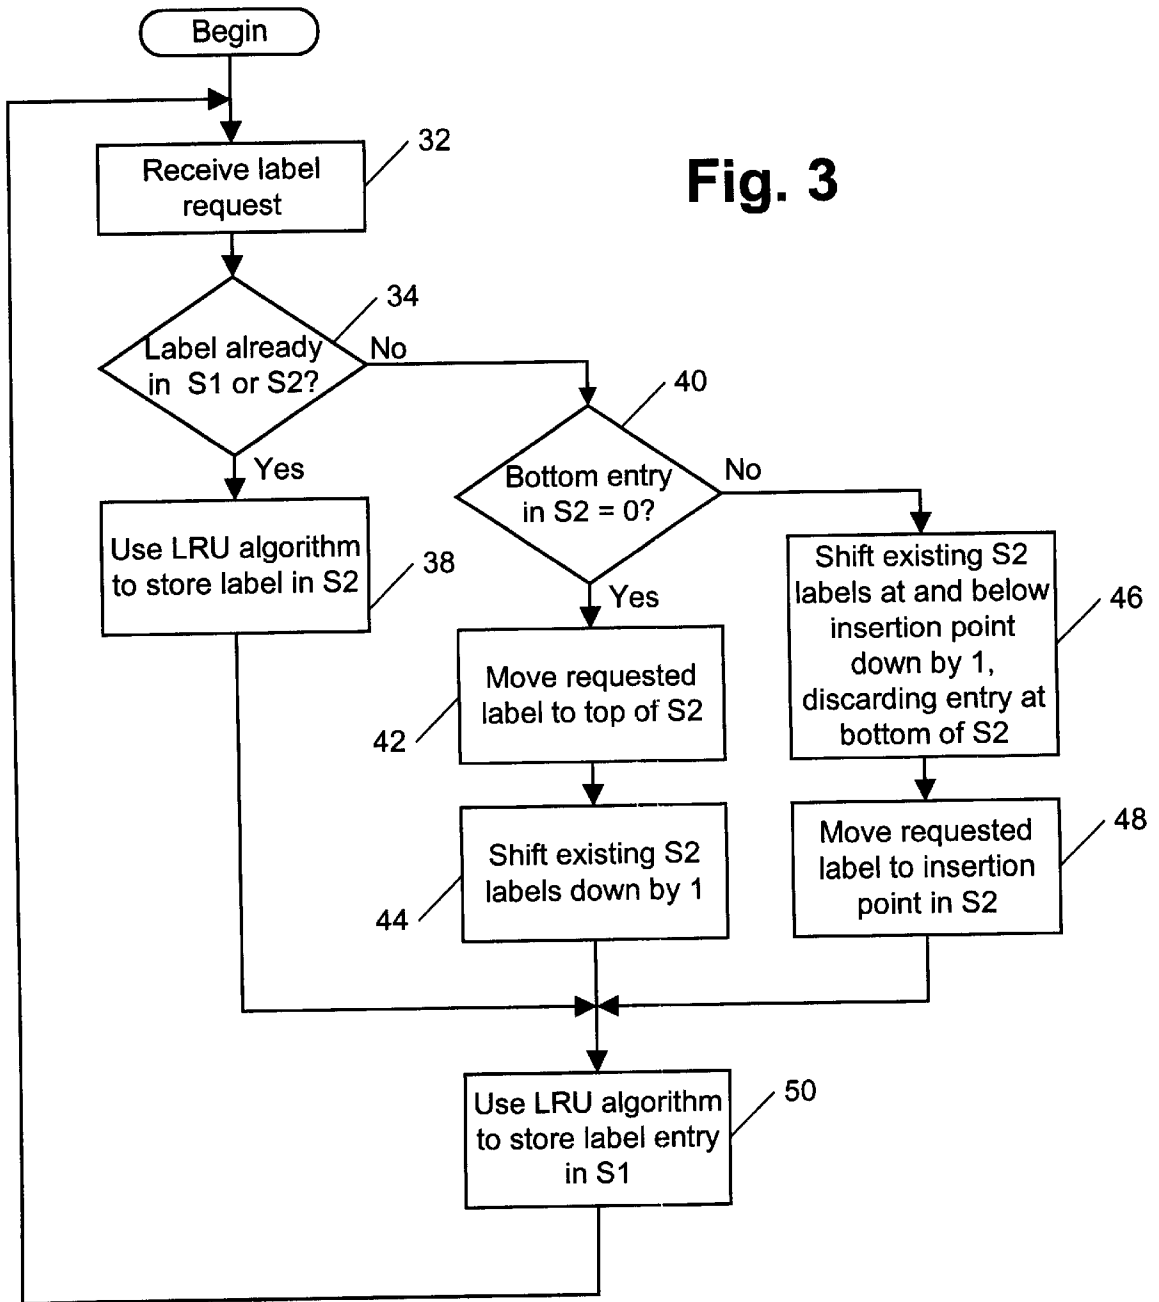 Begin
32
Receive label
request
Fig. 3
34
Label already
in S1 or S2?
No
Yes
40
Bottom entry
in S2 = 0?
No
Yes
Use LRU algorithm
to store label in S2
38
Shift existing S2
labels at and below
insertion point
down by 1,
discarding entry at
bottom of S2
46
Move requested
label to top of S2
42
Shift existing S2
labels down by 1
44
Move requested
label to insertion
point in S2
48
Use LRU algorithm
to store label entry
in S1
50